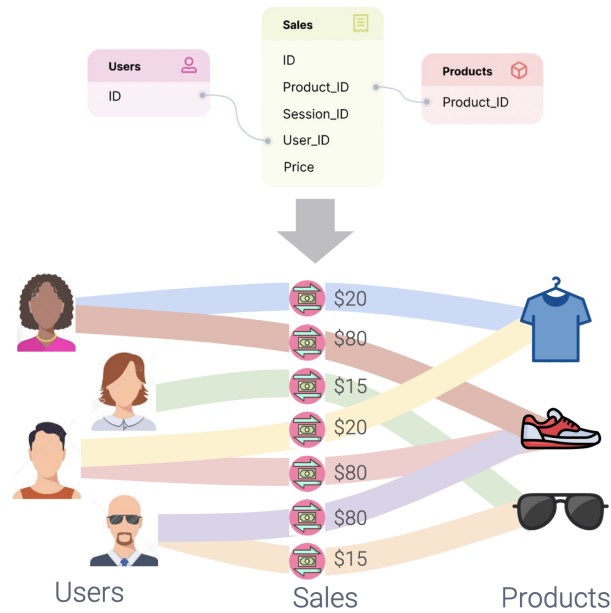 Sales
Users
ID
ID
Product_ID
Session_ID
User_ID
Price
Products
Product_ID
$20
$80
$15
$20
$80
$80
$15
Users
Sales
Products